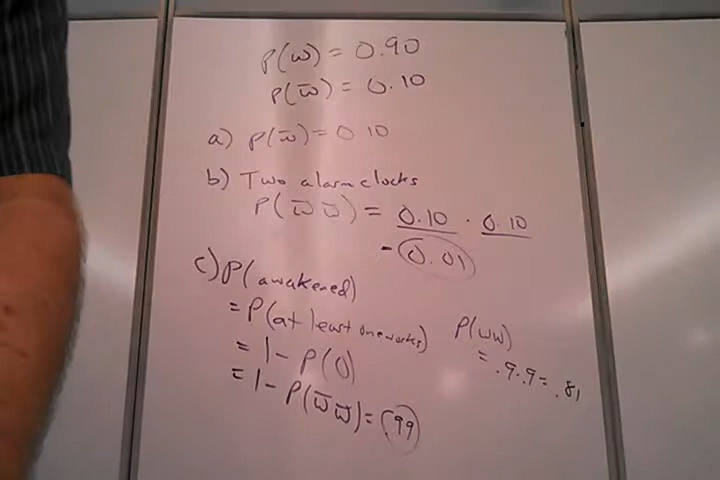 P(w) = 0.90
P(w̅) = 0.10
a) P(w̅) = 0 10
b) Two alarm clocks
P(w̅ w̅) = 0.10 · 0.10
- 0.01
c) P(awakened)
= P(at least one works)
= 1 - P(0)
= 1 - P(w̅ w̅) = .99
P(ww)
= .9 . 9 = .81